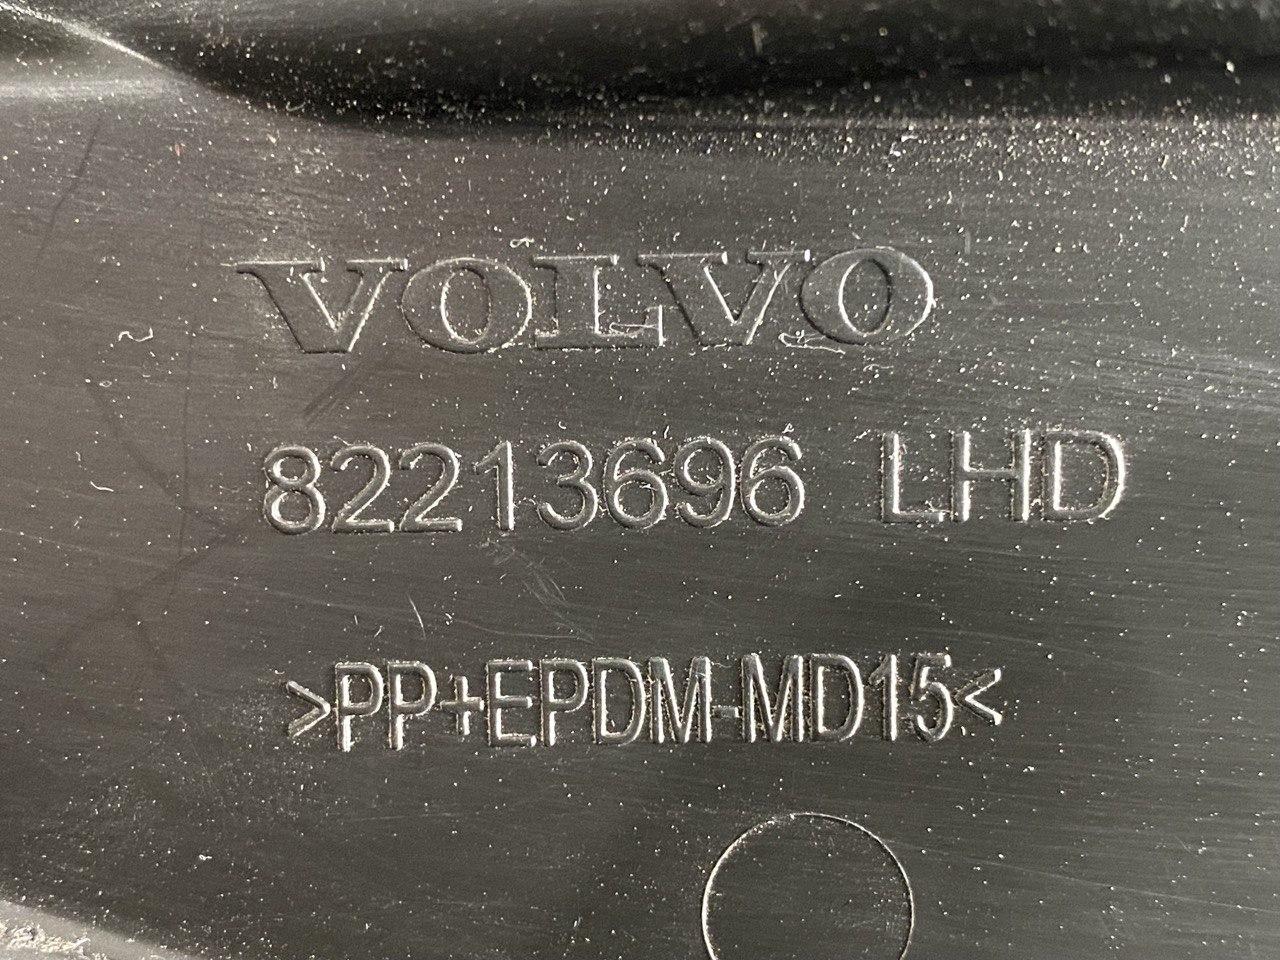 VOLVO
82213696 LHD
>PP+EPDM-MD15<